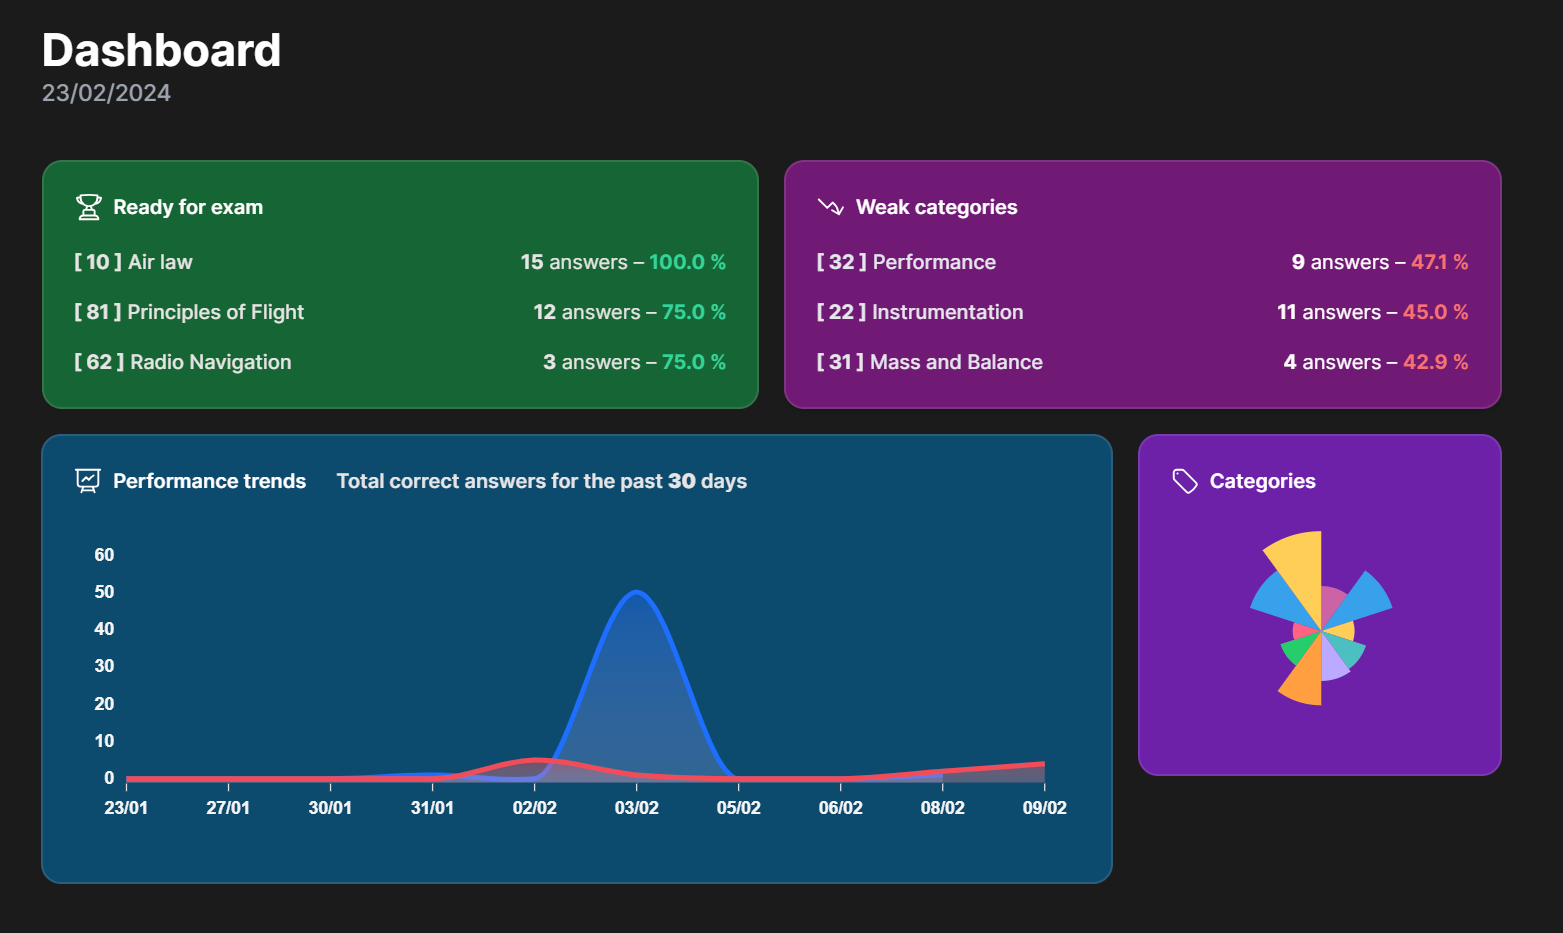 Dashboard
23/02/2024
Ready for exam
[ 10 ] Air law 15 answers – 100.0 %
[ 81 ] Principles of Flight 12 answers – 75.0 %
[ 62 ] Radio Navigation 3 answers – 75.0 %
Weak categories
[ 32 ] Performance 9 answers – 47.1 %
[ 22 ] Instrumentation 11 answers – 45.0 %
[ 31 ] Mass and Balance 4 answers – 42.9 %
Performance trends Total correct answers for the past 30 days
60
50
40
30
20
10
0
23/01 27/01 30/01 31/01 02/02 03/02 05/02 06/02 08/02 09/02
Categories